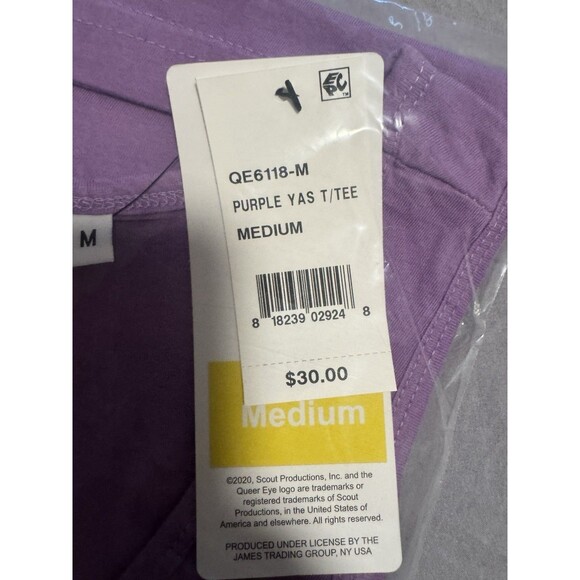 QE6118-M
PURPLE YAS T/TEE
MEDIUM
8 18239 02924 8
$30.00
M
Medium
©2020, Scout Productions, Inc. and the
Queer Eye logo are trademarks or
registered trademarks of Scout
Productions, in the United States of
America and elsewhere. All rights reserved.
PRODUCED UNDER LICENSE BY THE
JAMES TRADING GROUP, NY USA